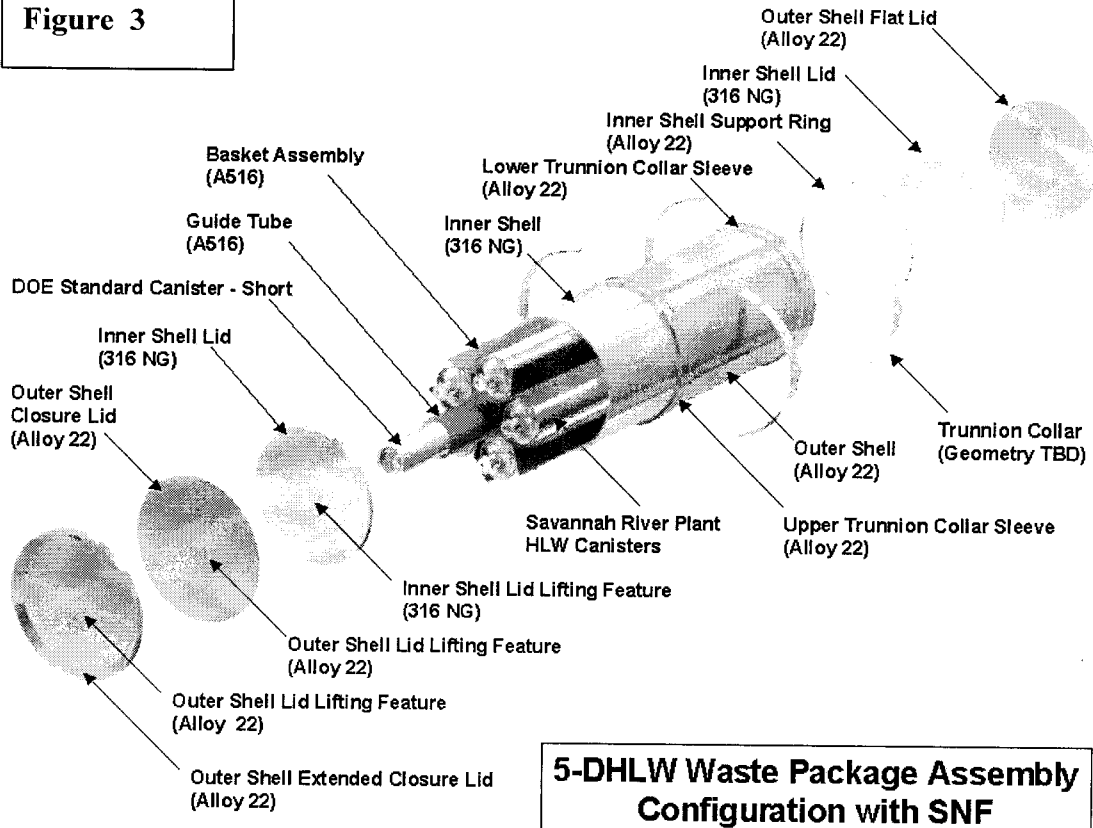 Figure 3
Outer Shell Flat Lid
(Alloy 22)
Inner Shell Lid
(316 NG)
Inner Shell Support Ring
(Alloy 22)
Basket Assembly
(A516)
Lower Trunnion Collar Sleeve
(Alloy 22)
Guide Tube
(A516)
Inner Shell
(316 NG)
DOE Standard Canister - Short
Inner Shell Lid
(316 NG)
Outer Shell
Closure Lid
(Alloy 22)
Trunnion Collar
(Geometry TBD)
Outer Shell
(Alloy 22)
Savannah River Plant
HLW Canisters
Upper Trunnion Collar Sleeve
(Alloy 22)
Inner Shell Lid Lifting Feature
(316 NG)
Outer Shell Lid Lifting Feature
(Alloy 22)
Outer Shell Lid Lifting Feature
(Alloy 22)
Outer Shell Extended Closure Lid
(Alloy 22)
5-DHLW Waste Package Assembly
Configuration with SNF